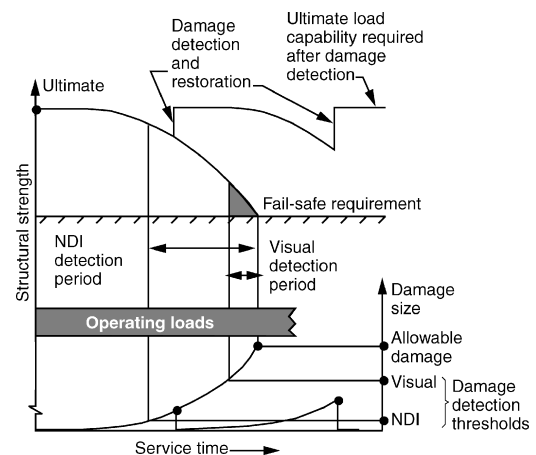 Damage
detection
and
restoration
Ultimate load
capability required
after damage
detection
Ultimate
Structural strength
Fail-safe requirement
NDI
detection
period
Visual
detection
period
Operating loads
Damage
size
Allowable
damage
Visual
NDI
Damage
detection
thresholds
Service time